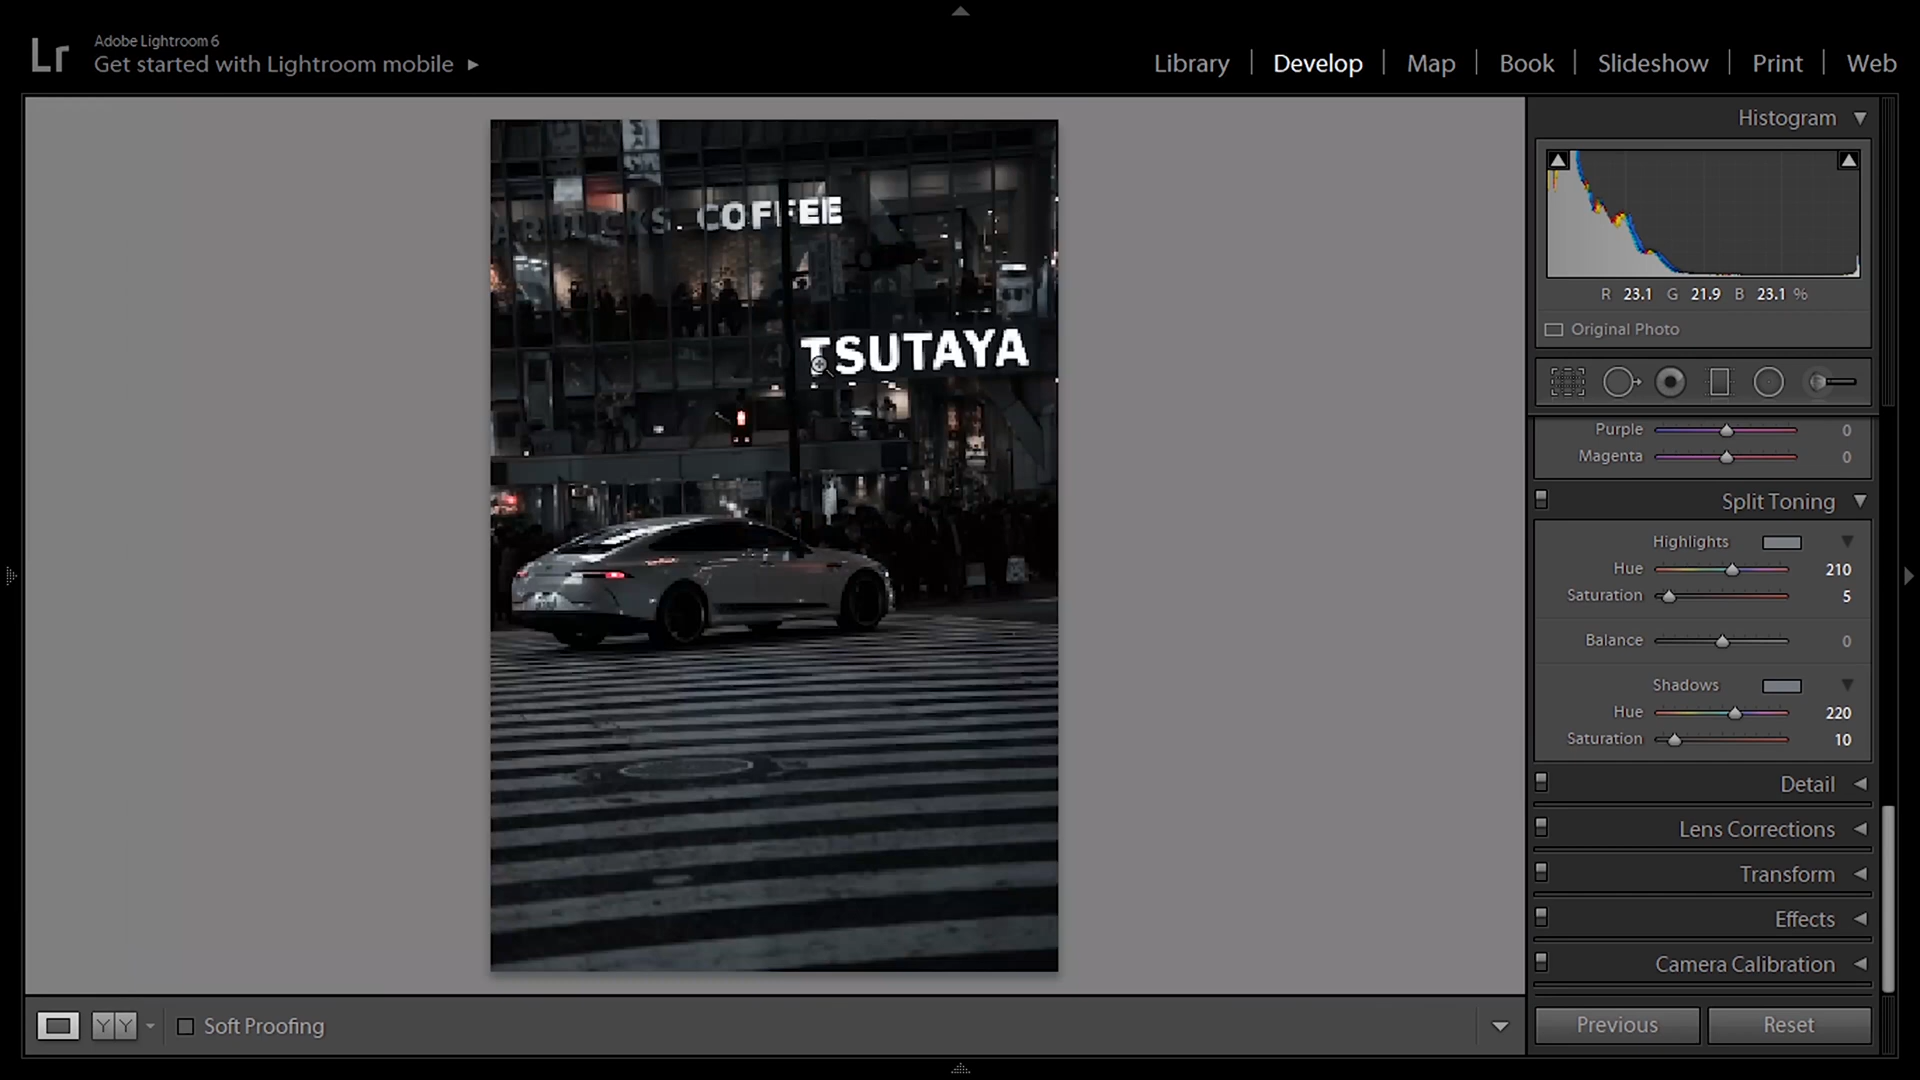 Lr
Adobe Lightroom 6
Get started with Lightroom mobile
Library
Develop
Map
Book
Slideshow
Print
Web
Histogram
R 23.1 G 21.9 B 23.1 %
Original Photo
COFFEE
TSUTAYA
Purple 0
Magenta 0
Split Toning
Highlights
Hue 210
Saturation 5
Balance 0
Shadows
Hue 220
Saturation 10
Detail
Lens Corrections
Transform
Effects
Camera Calibration
YY
Soft Proofing
Previous
Reset